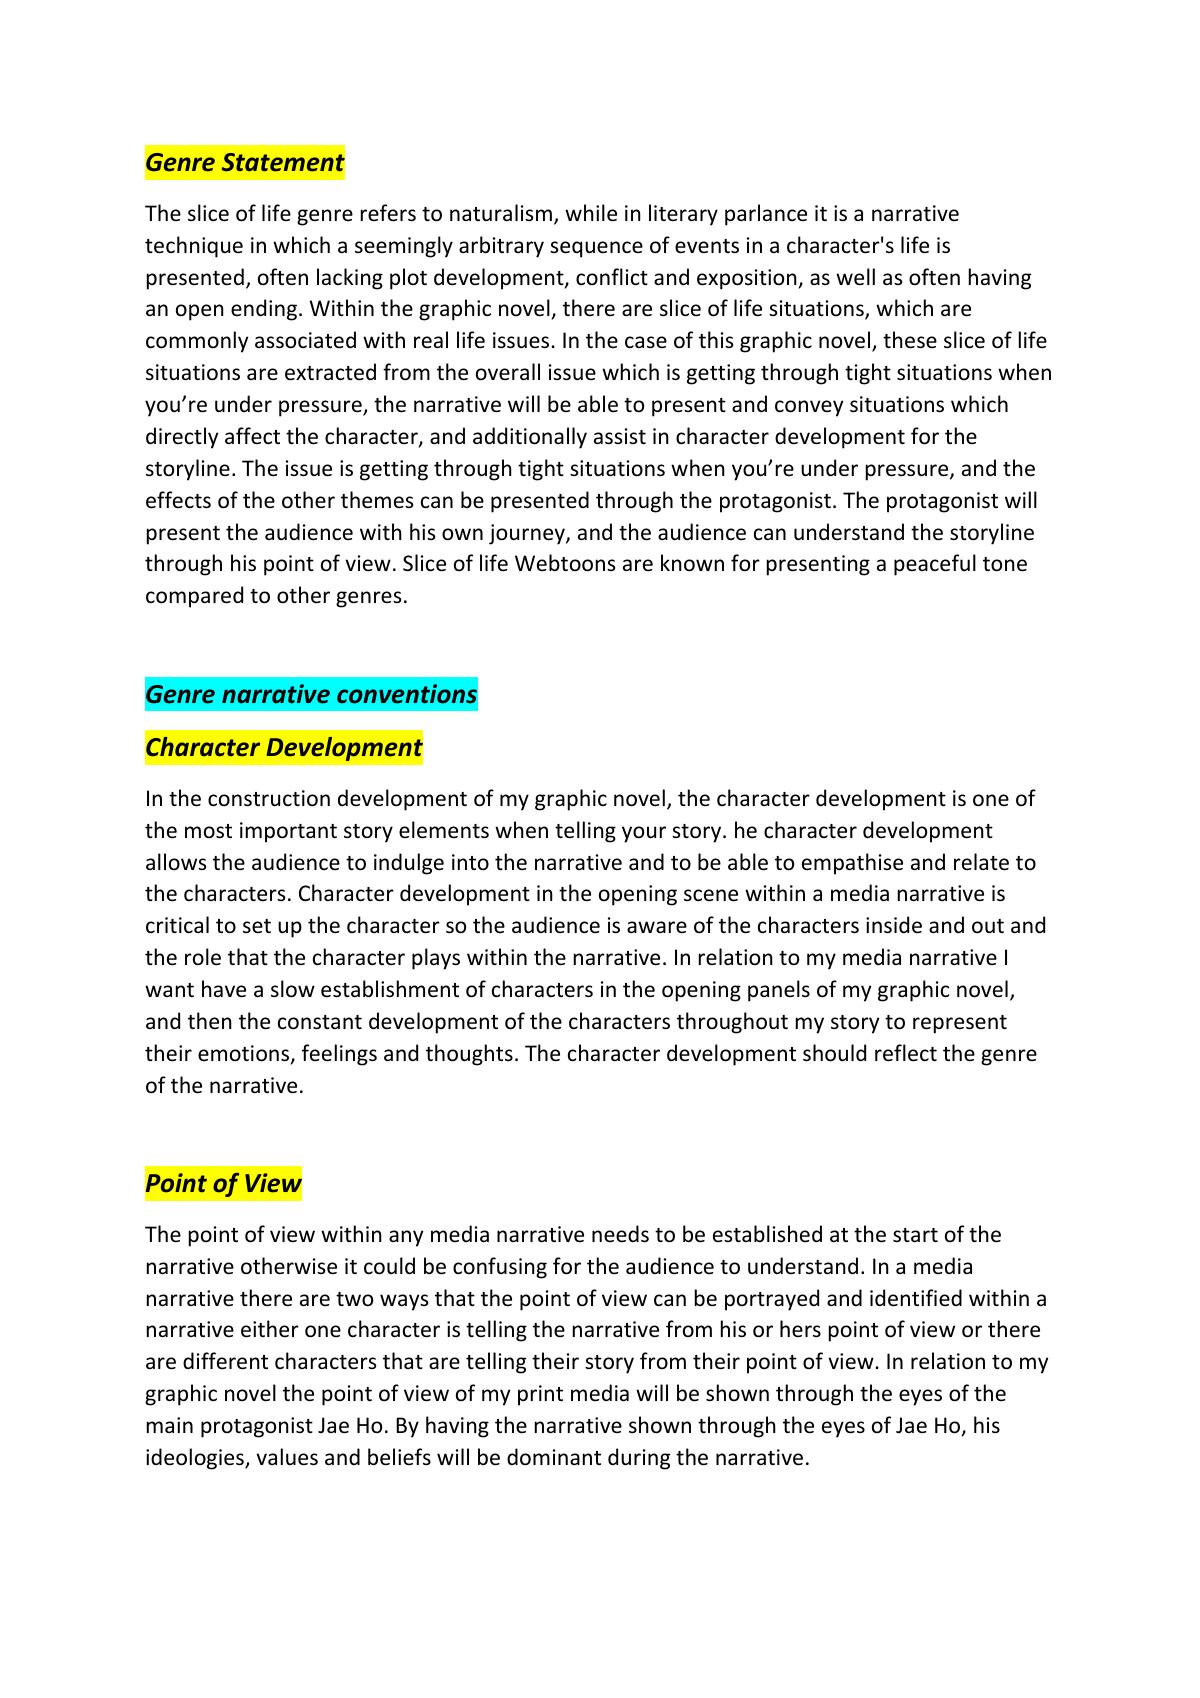 Genre Statement
The slice of life genre refers to naturalism, while in literary parlance it is a narrative
technique in which a seemingly arbitrary sequence of events in a character's life is
presented, often lacking plot development, conflict and exposition, as well as often having
an open ending. Within the graphic novel, there are slice of life situations, which are
commonly associated with real life issues. In the case of this graphic novel, these slice of life
situations are extracted from the overall issue which is getting through tight situations when
you’re under pressure, the narrative will be able to present and convey situations which
directly affect the character, and additionally assist in character development for the
storyline. The issue is getting through tight situations when you’re under pressure, and the
effects of the other themes can be presented through the protagonist. The protagonist will
present the audience with his own journey, and the audience can understand the storyline
through his point of view. Slice of life Webtoons are known for presenting a peaceful tone
compared to other genres.
Genre narrative conventions
Character Development
In the construction development of my graphic novel, the character development is one of
the most important story elements when telling your story. he character development
allows the audience to indulge into the narrative and to be able to empathise and relate to
the characters. Character development in the opening scene within a media narrative is
critical to set up the character so the audience is aware of the characters inside and out and
the role that the character plays within the narrative. In relation to my media narrative I
want have a slow establishment of characters in the opening panels of my graphic novel,
and then the constant development of the characters throughout my story to represent
their emotions, feelings and thoughts. The character development should reflect the genre
of the narrative.
Point of View
The point of view within any media narrative needs to be established at the start of the
narrative otherwise it could be confusing for the audience to understand. In a media
narrative there are two ways that the point of view can be portrayed and identified within a
narrative either one character is telling the narrative from his or hers point of view or there
are different characters that are telling their story from their point of view. In relation to my
graphic novel the point of view of my print media will be shown through the eyes of the
main protagonist Jae Ho. By having the narrative shown through the eyes of Jae Ho, his
ideologies, values and beliefs will be dominant during the narrative.